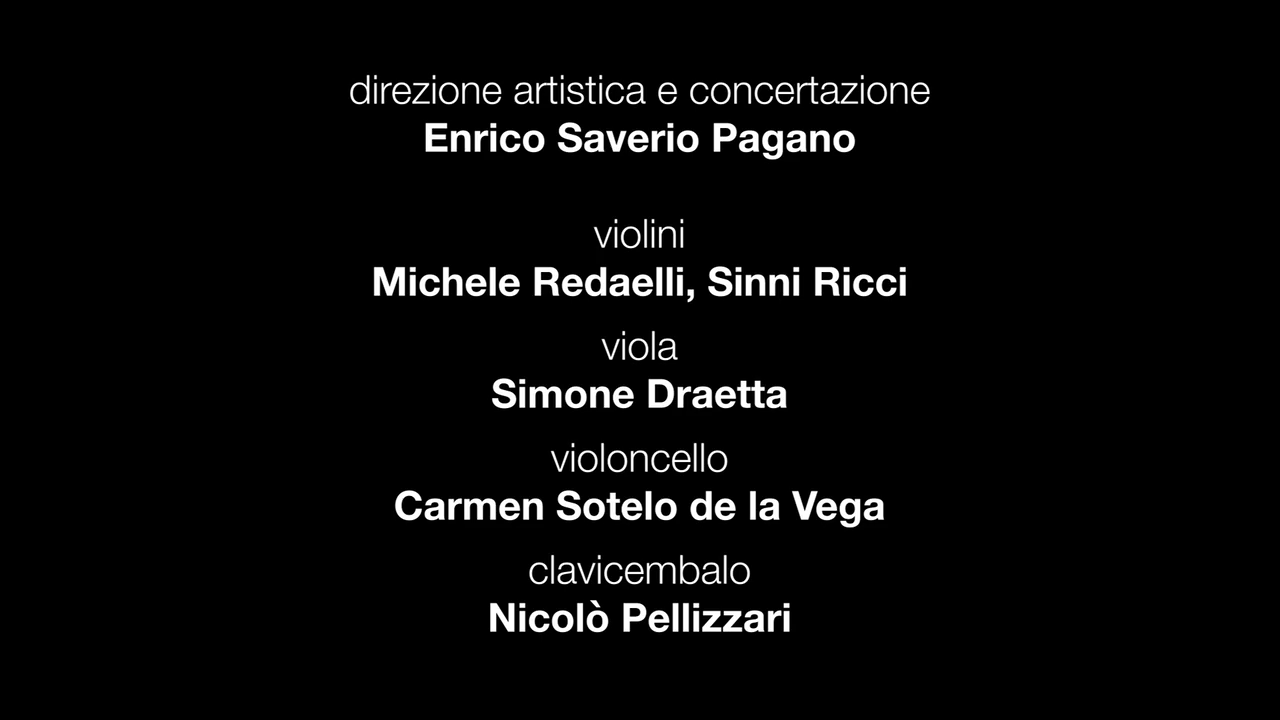 direzione artistica e concertazione
Enrico Saverio Pagano
violini
Michele Redaelli, Sinni Ricci
viola
Simone Draetta
violoncello
Carmen Sotelo de la Vega
clavicembalo
Nicolò Pellizzari